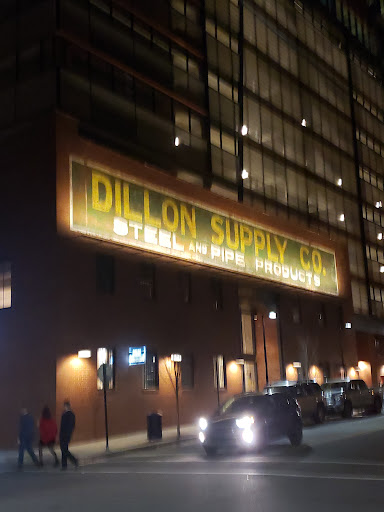 DILLON SUPPLY CO.
STEEL AND PIPE PRODUCTS